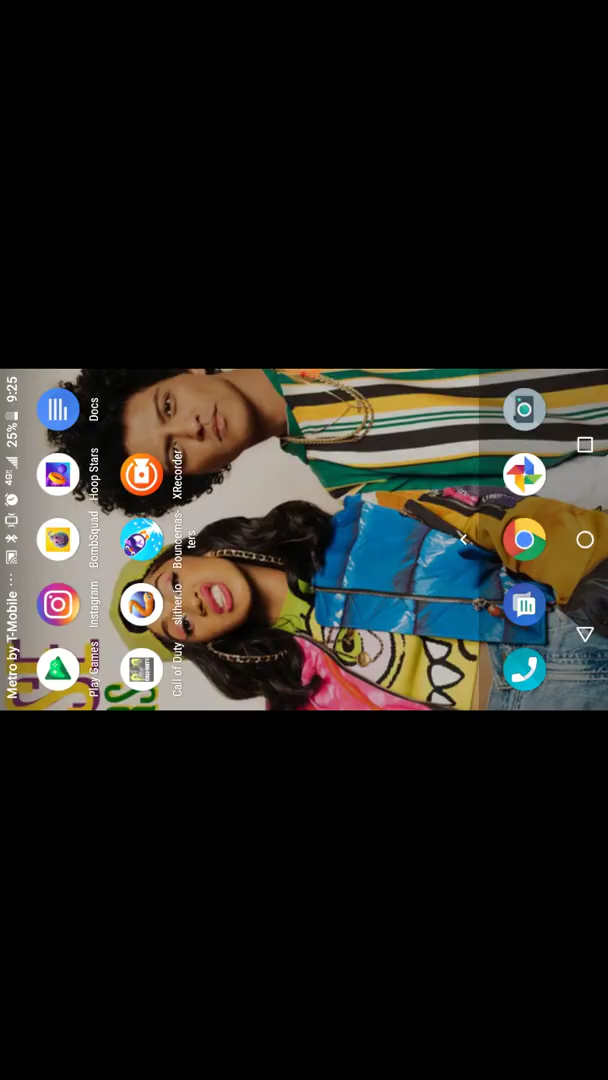 Metro by T-Mobile ... 4G 25% 9:25
Play Games
Instagram
BombSquad
Hoop Stars
Docs
Call of Duty
slither.io
Bouncemas-
ters
XRecorder